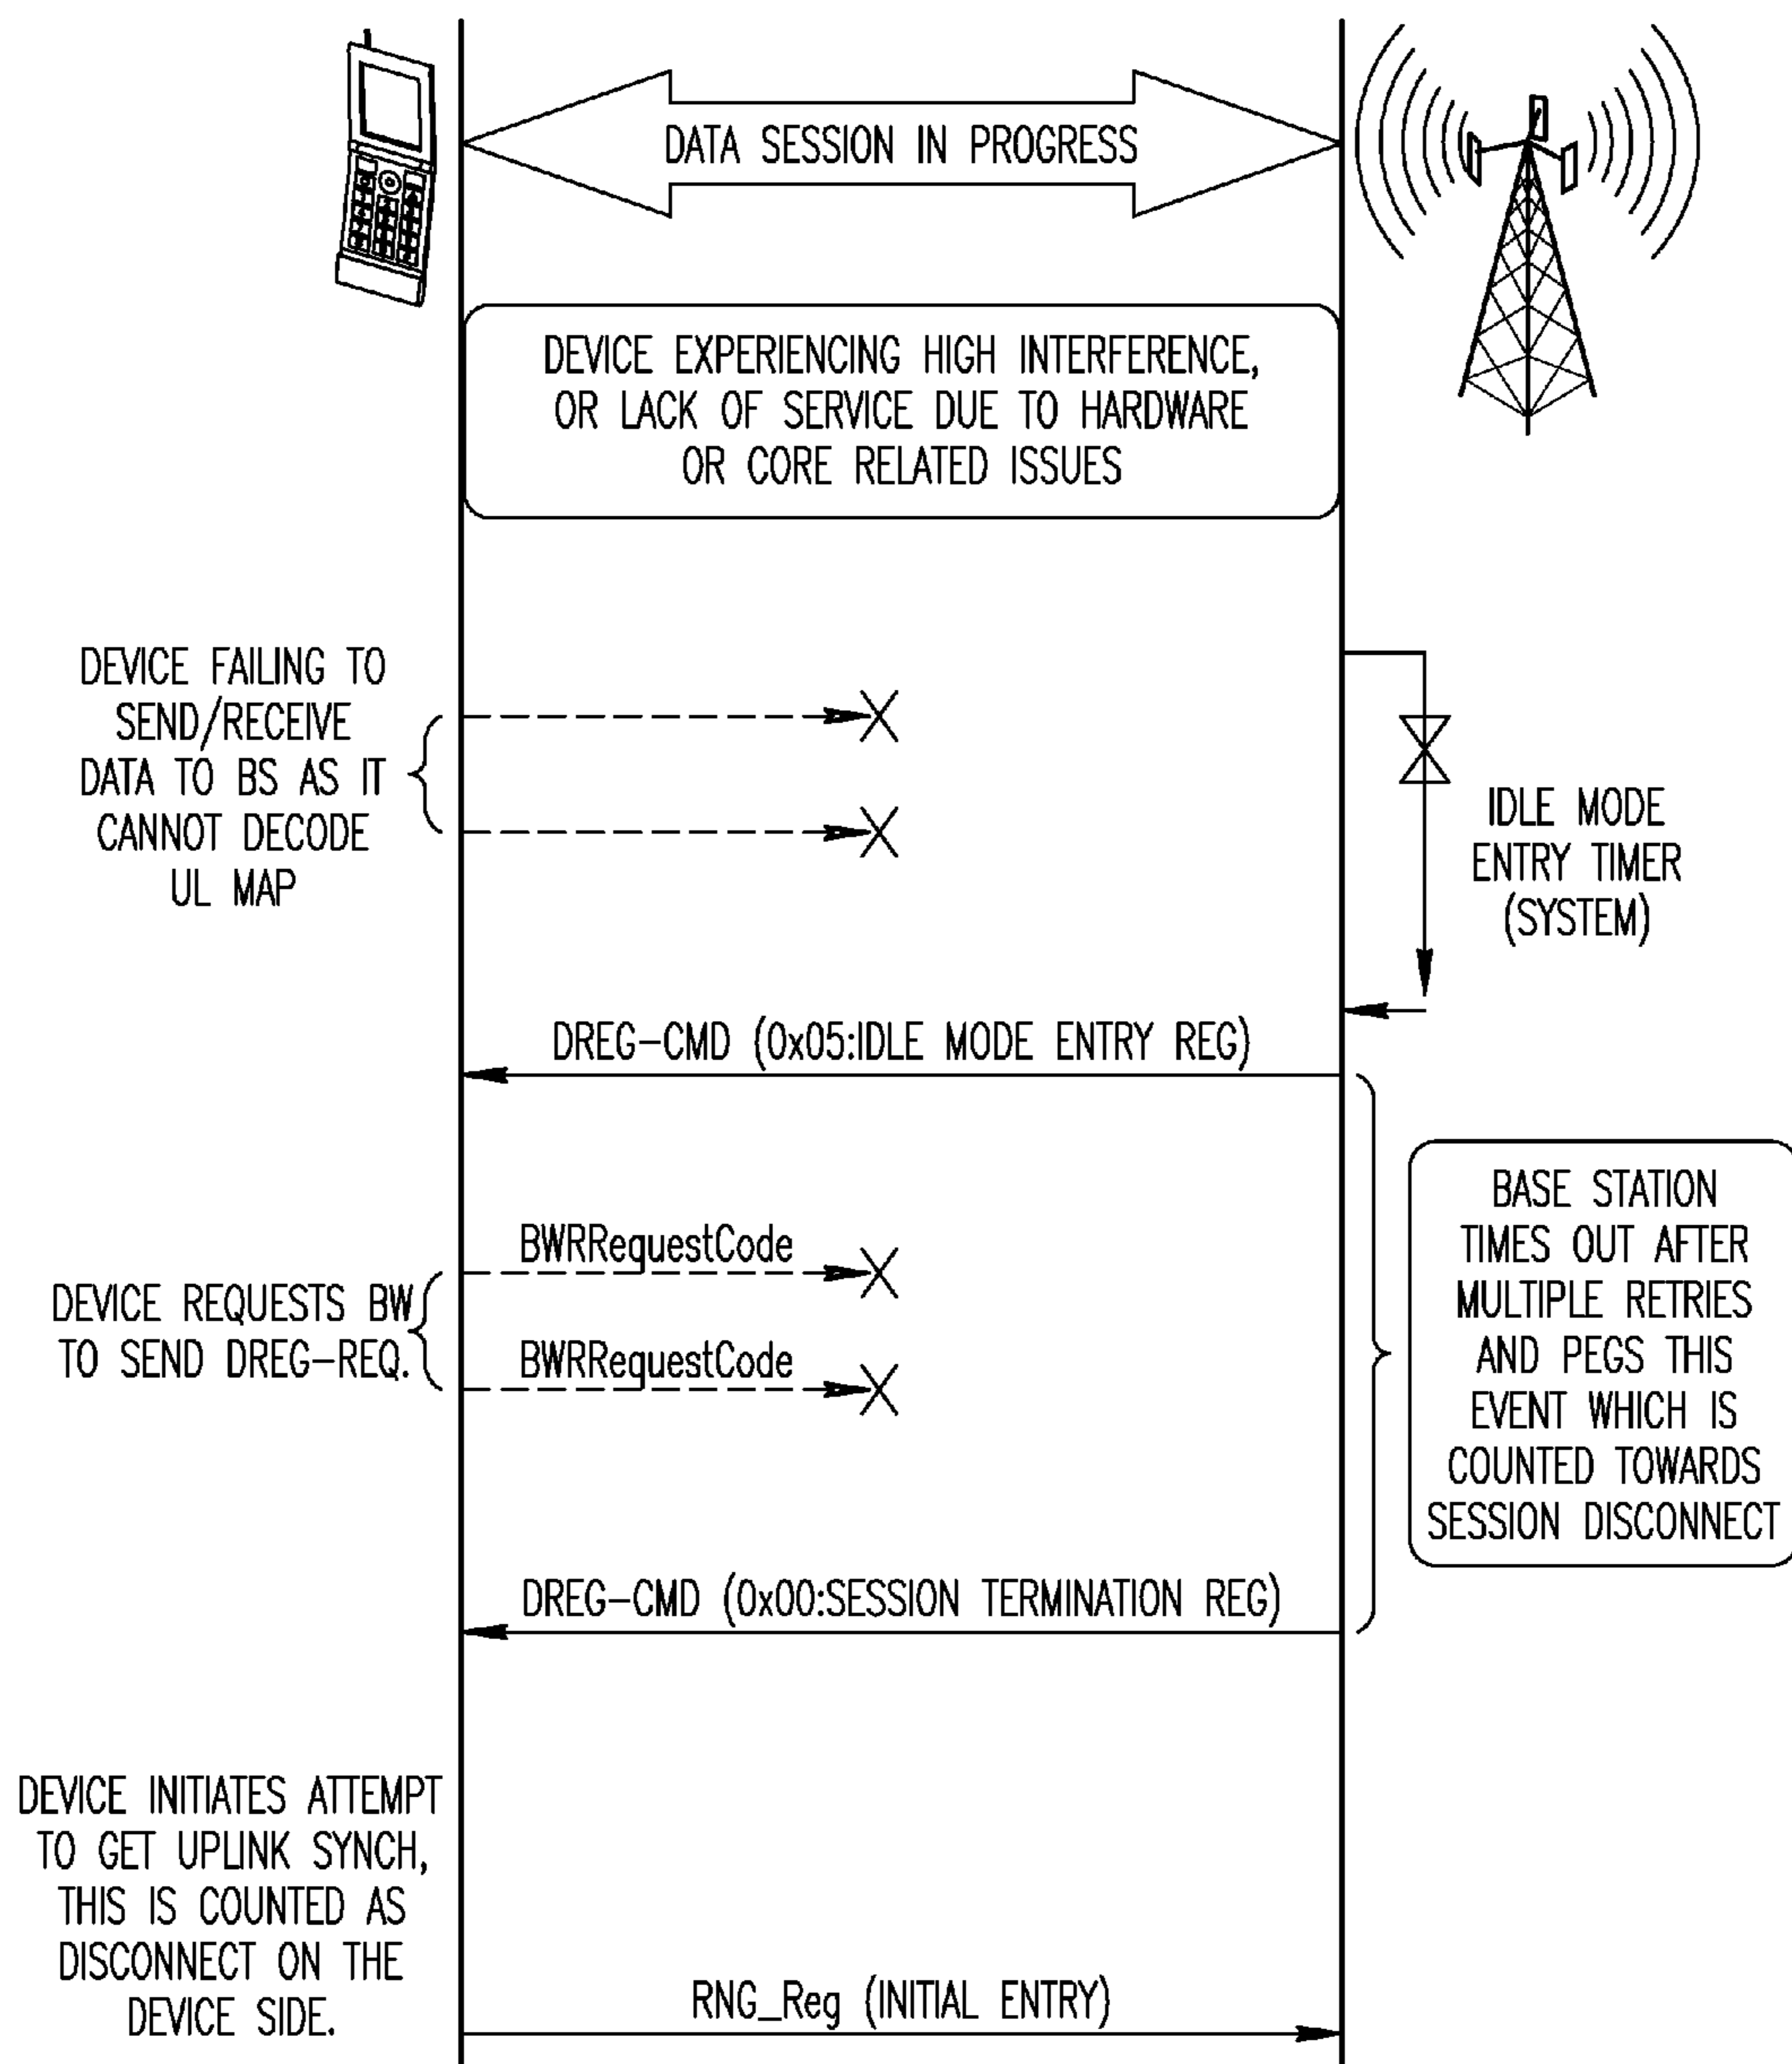 DATA SESSION IN PROGRESS
DEVICE EXPERIENCING HIGH INTERFERENCE,
OR LACK OF SERVICE DUE TO HARDWARE
OR CORE RELATED ISSUES
DEVICE FAILING TO
SEND/RECEIVE
DATA TO BS AS IT
CANNOT DECODE
UL MAP
IDLE MODE
ENTRY TIMER
(SYSTEM)
DREG-CMD (0x05:IDLE MODE ENTRY REG)
BWRRequestCode
DEVICE REQUESTS BW
TO SEND DREG-REQ.
BWRRequestCode
BASE STATION
TIMES OUT AFTER
MULTIPLE RETRIES
AND PEGS THIS
EVENT WHICH IS
COUNTED TOWARDS
SESSION DISCONNECT
DREG-CMD (0x00:SESSION TERMINATION REG)
DEVICE INITIATES ATTEMPT
TO GET UPLINK SYNCH,
THIS IS COUNTED AS
DISCONNECT ON THE
DEVICE SIDE.
RNG_Reg (INITIAL ENTRY)